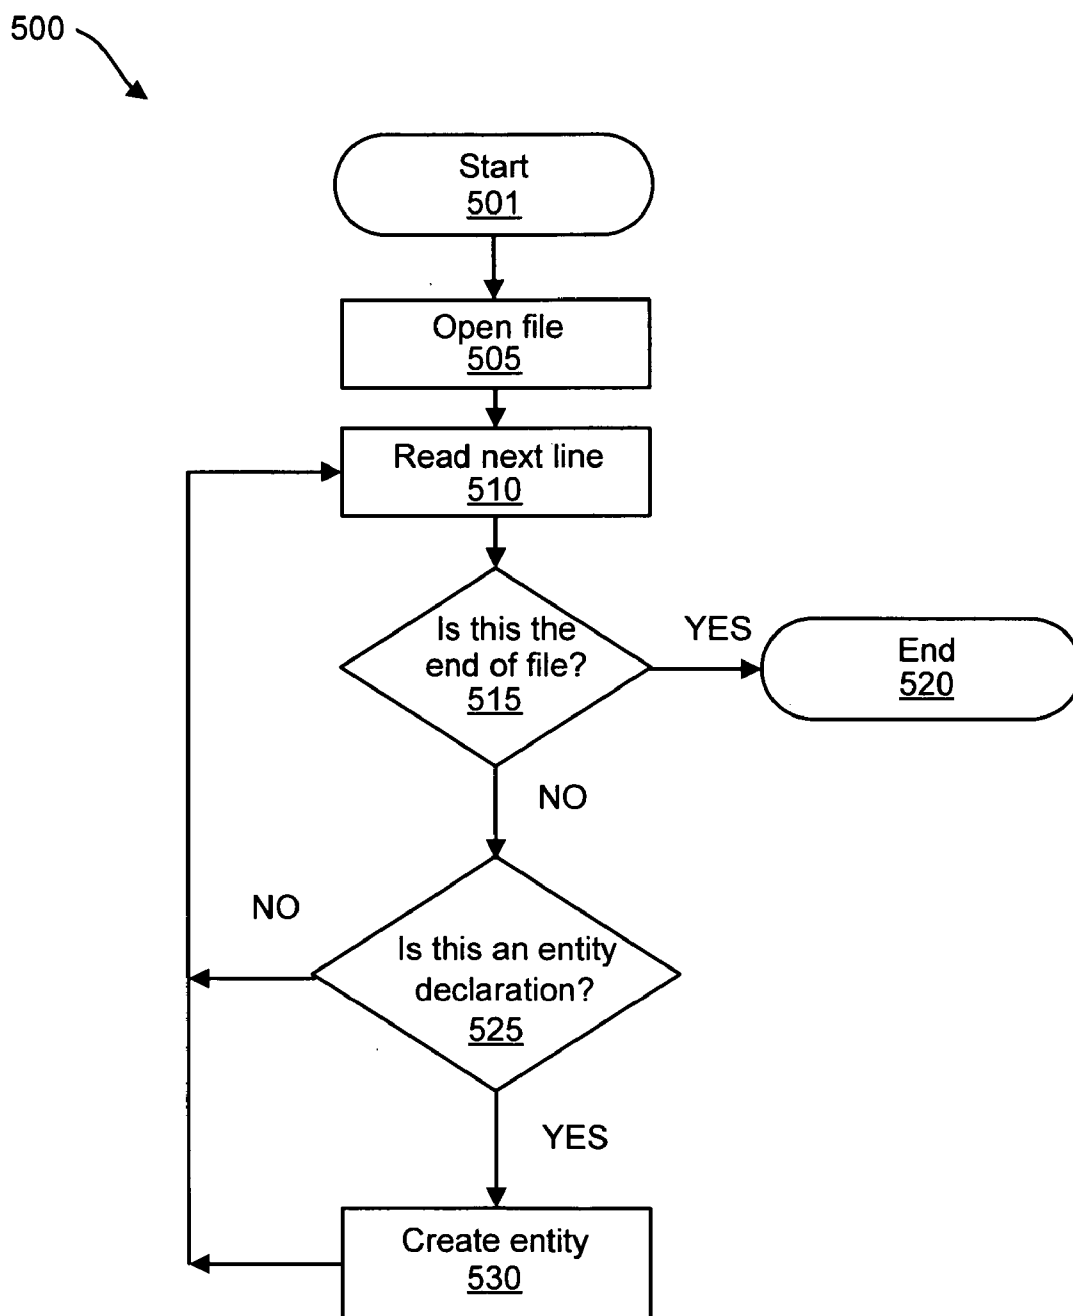 500
Start
501
Open file
505
Read next line
510
Is this the
end of file?
515
YES
End
520
NO
NO
Is this an entity
declaration?
525
YES
Create entity
530